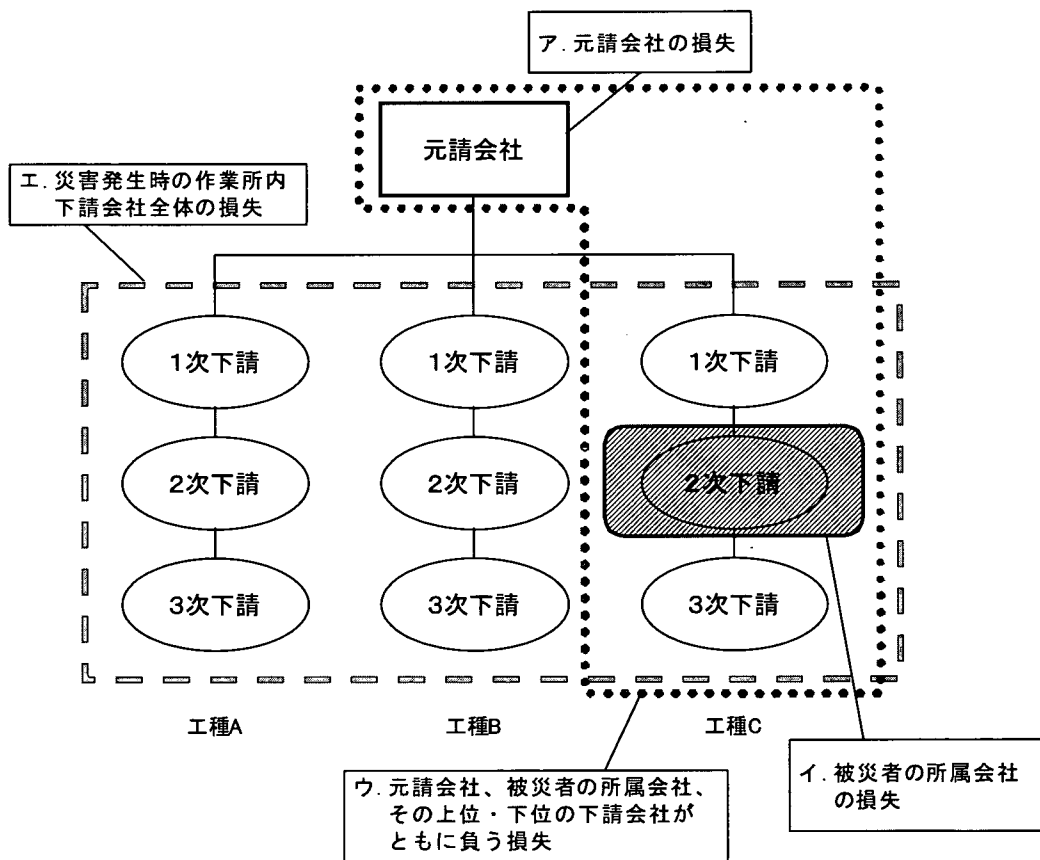 ア. 元請会社の損失
元請会社
エ. 災害発生時の作業所内
下請会社全体の損失
1次下請
1次下請
1次下請
2次下請
2次下請
2次下請
3次下請
3次下請
3次下請
工種A
工種B
工種C
ウ. 元請会社、被災者の所属会社、
その上位・下位の下請会社が
ともに負う損失
イ. 被災者の所属会社
の損失